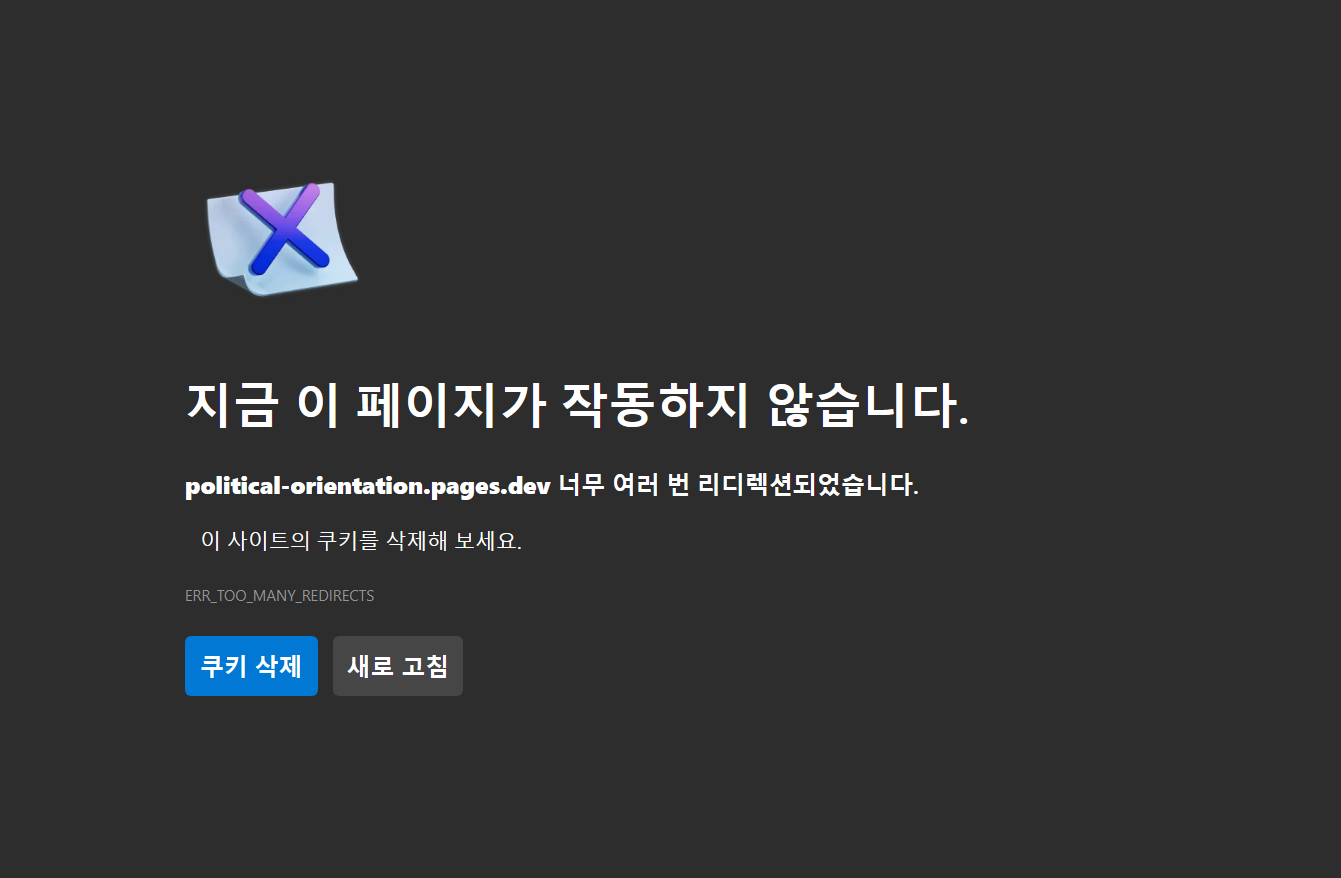 지금 이 페이지가 작동하지 않습니다.
political-orientation.pages.dev 너무 여러 번 리디렉션되었습니다.
이 사이트의 쿠키를 삭제해 보세요.
ERR_TOO_MANY_REDIRECTS
쿠키 삭제
새로 고침